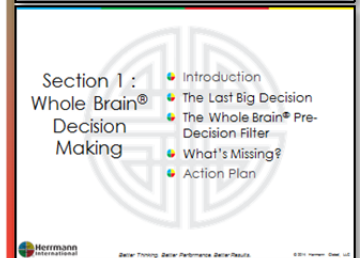 Section 1 :
Whole Brain®
Decision
Making
Introduction
The Last Big Decision
The Whole Brain® Pre-
Decision Filter
What's Missing?
Action Plan
Herrmann
International
Better Thinking. Better Performance. Better Results.